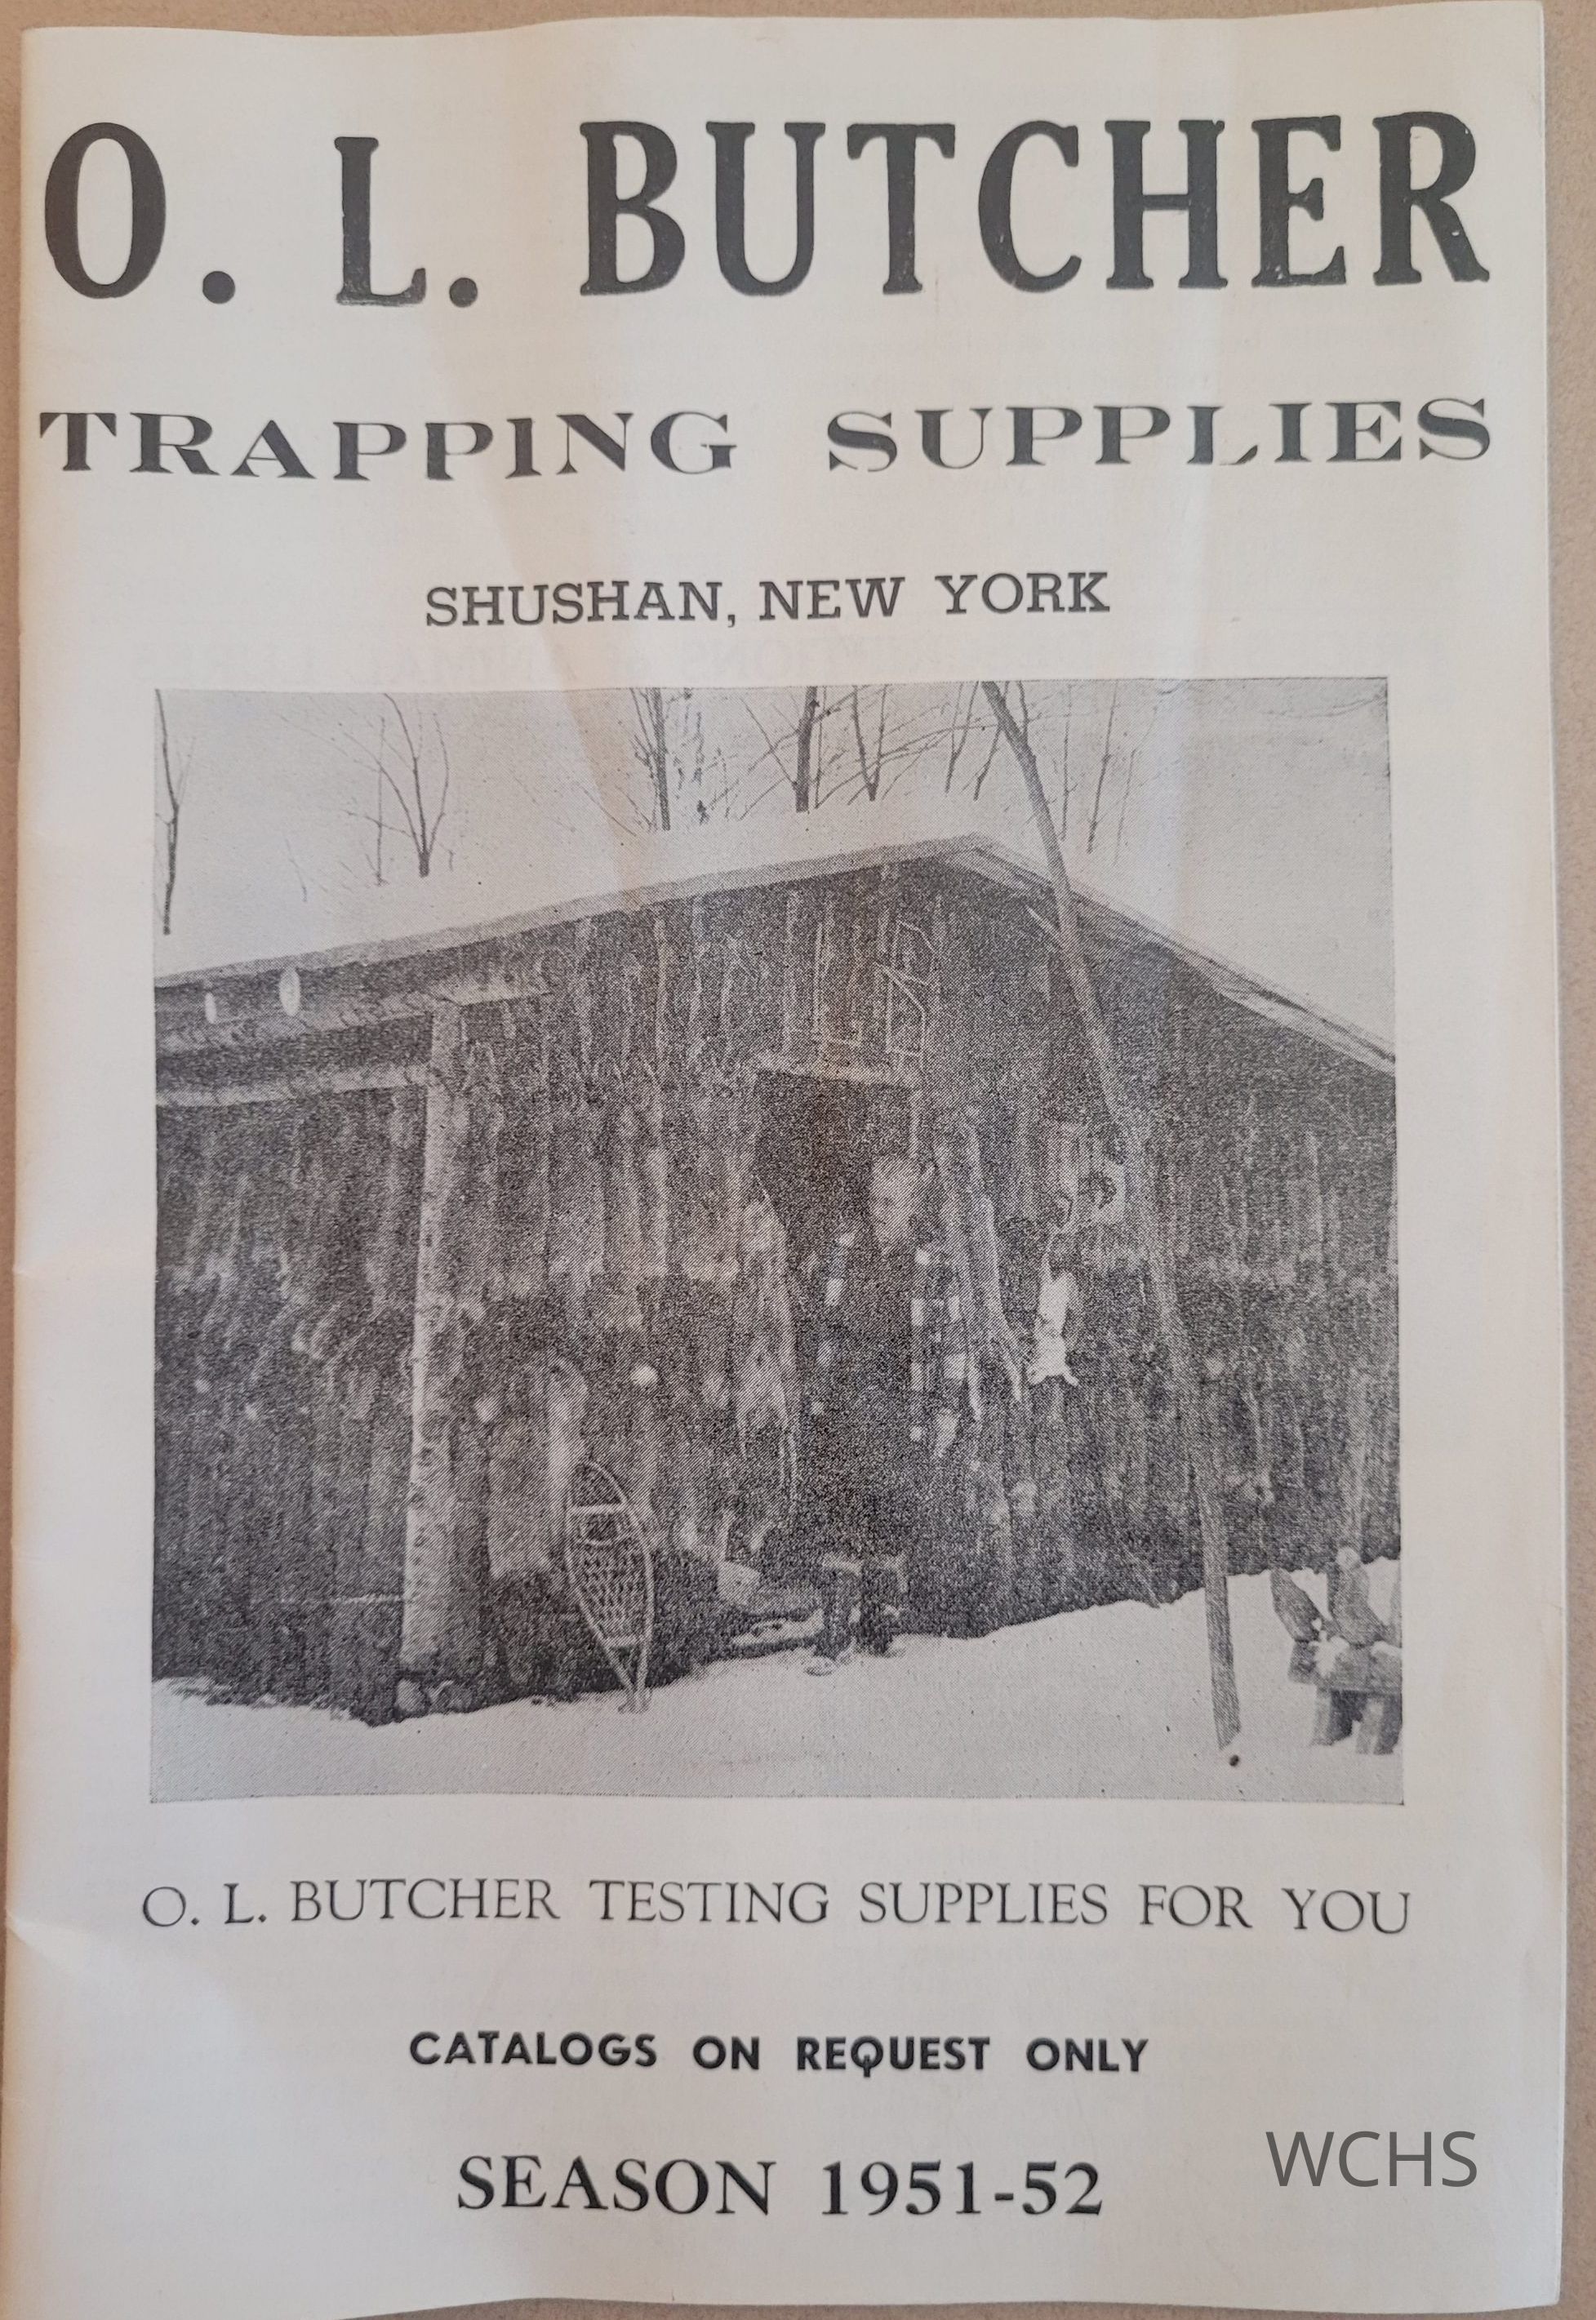 O. L. BUTCHER
TRAPPING SUPPLIES
SHUSHAN, NEW YORK
O. L. BUTCHER TESTING SUPPLIES FOR YOU
CATALOGS ON REQUEST ONLY
SEASON 1951-52
WCHS